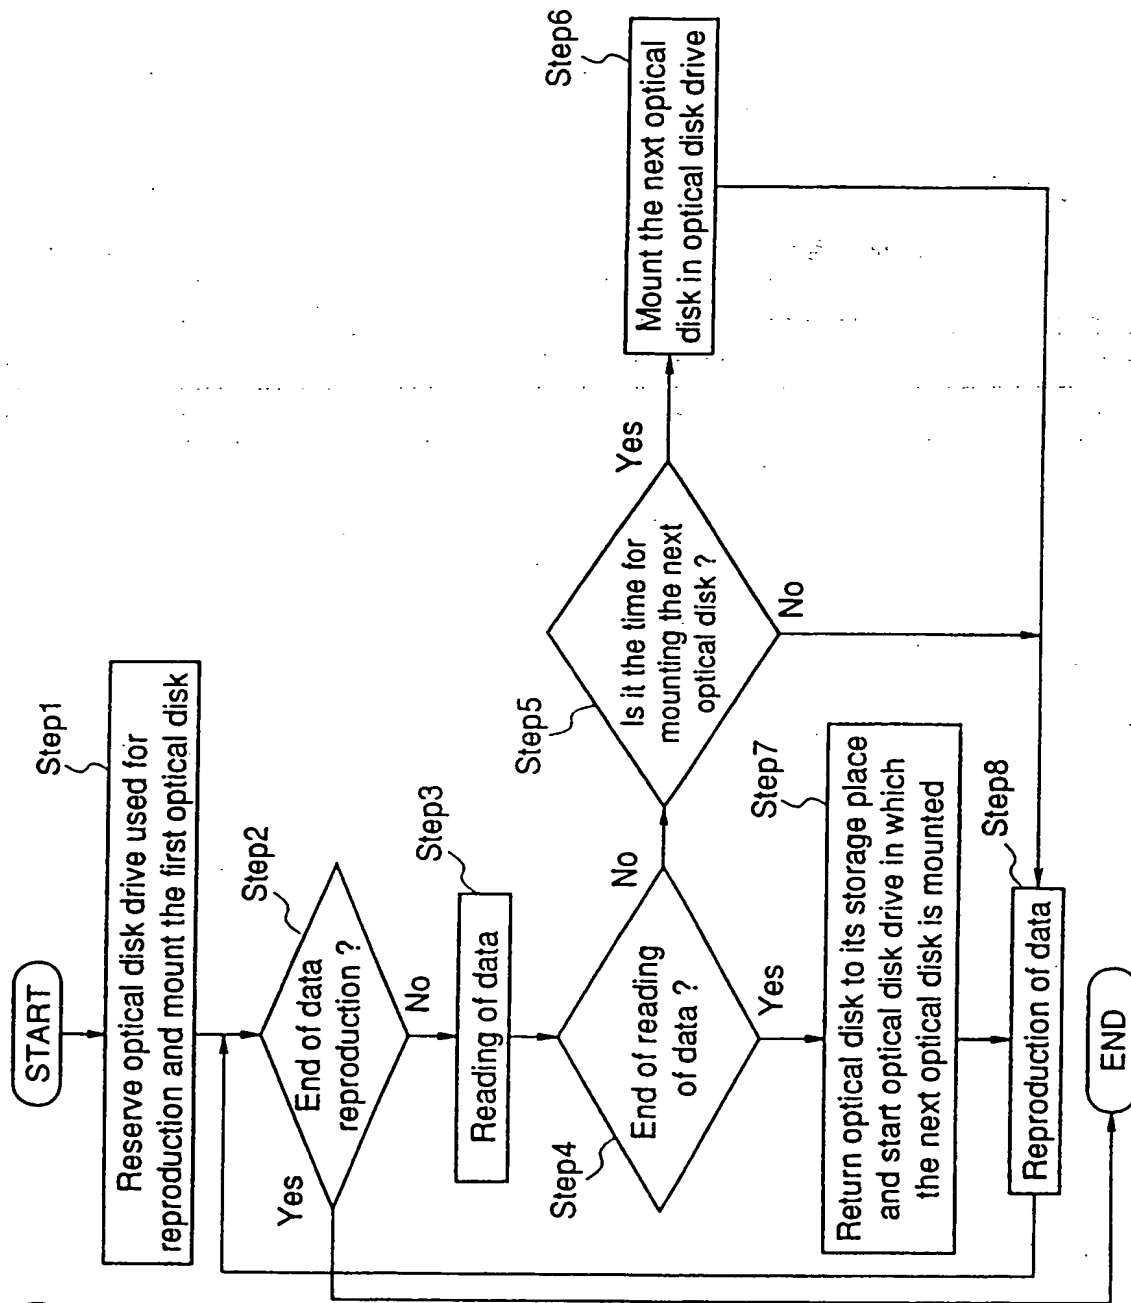 START
Step1
Reserve optical disk drive used for
reproduction and mount the first optical disk
Step2
End of data
reproduction ?
Yes
No
Step3
Reading of data
Step4
End of reading
of data ?
No
Yes
Step5
Is it the time for
mounting the next
optical disk ?
Yes
No
Step6
Mount the next optical
disk in optical disk drive
Step7
Return optical disk to its storage place
and start optical disk drive in which
the next optical disk is mounted
Step8
Reproduction of data
END